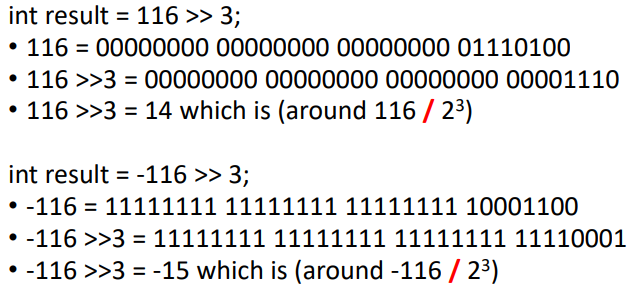 int result = 116 >> 3;
• 116 = 00000000 00000000 00000000 01110100
• 116 >>3 = 00000000 00000000 00000000 00001110
• 116 >>3 = 14 which is (around 116 / 2³)
int result = -116 >> 3;
• -116 = 11111111 11111111 11111111 10001100
• -116 >>3 = 11111111 11111111 11111111 11110001
• -116 >>3 = -15 which is (around -116 / 2³)